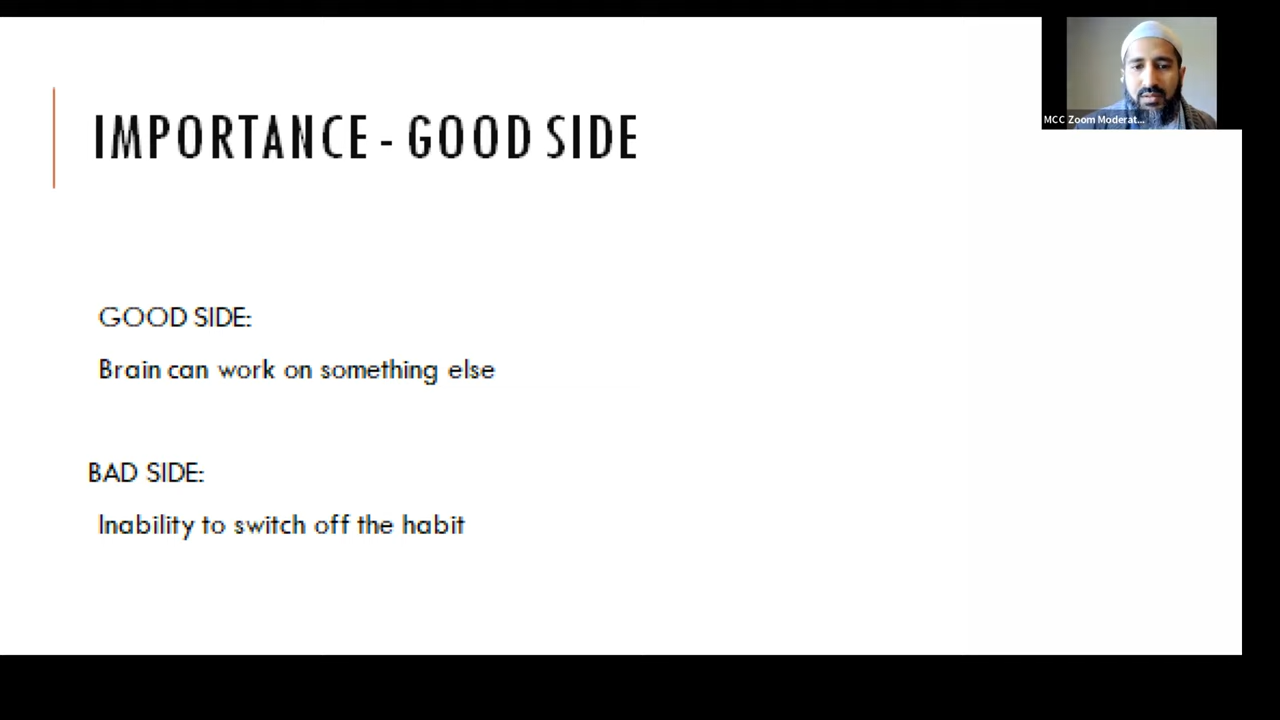 IMPORTANCE - GOOD SIDE
MCC Zoom Moderat...
GOOD SIDE:
Brain can work on something else
BAD SIDE:
Inability to switch off the habit